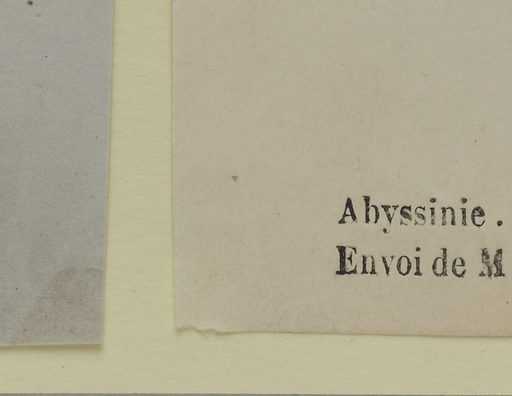 Abyssinie.
Envoi de M